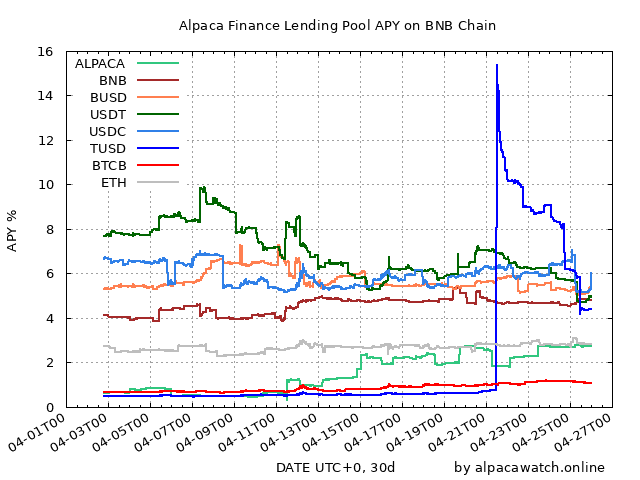 Alpaca Finance Lending Pool APY on BNB Chain
APY %
16
14
12
10
8
6
4
2
0
ALPACA
BNB
BUSD
USDT
USDC
TUSD
BTCB
ETH
04-01T00
04-03T00
04-05T00
04-07T00
04-09T00
04-11T00
04-13T00
04-15T00
04-17T00
04-19T00
04-21T00
04-23T00
04-25T00
04-27T00
DATE UTC+0, 30d
by alpacawatch.online